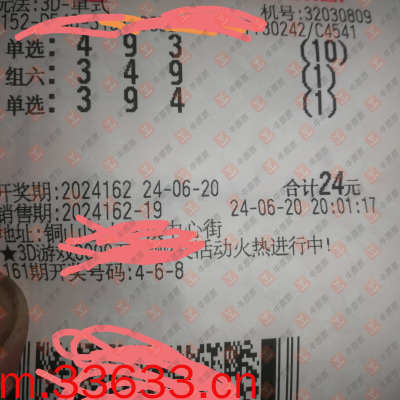 玩法:3D-单式
机号:32030809
单选: 4 9 3 (10)
组六: 3 4 9 (1)
单选: 3 9 4 (1)
开奖期:2024162 24-06-20 合计24元
销售期:2024162-19 24-06-20 20:01:17
地址:铜山 中心街
★3D游戏 活动火热进行中!
161期开奖号码:4-6-8
m.33633.cn